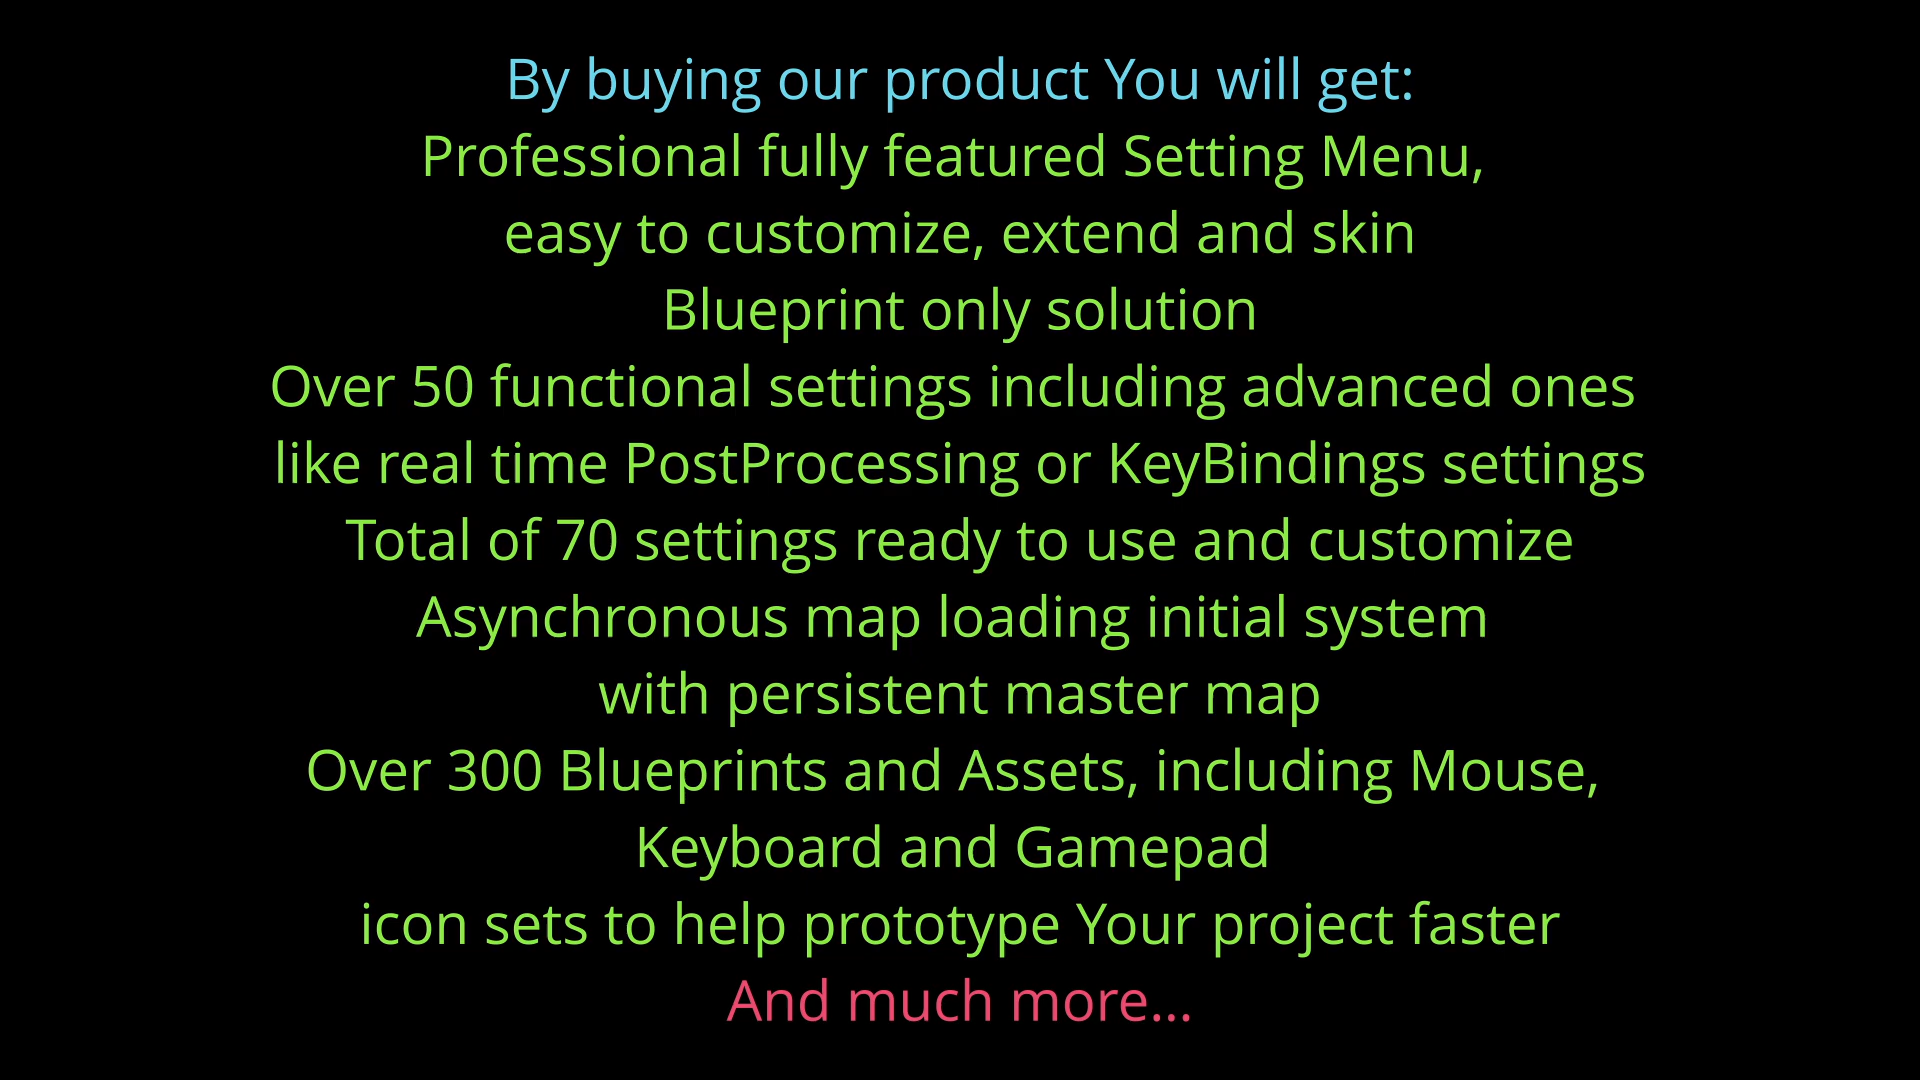 By buying our product You will get:
Professional fully featured Setting Menu,
easy to customize, extend and skin
Blueprint only solution
Over 50 functional settings including advanced ones
like real time PostProcessing or KeyBindings settings
Total of 70 settings ready to use and customize
Asynchronous map loading initial system
with persistent master map
Over 300 Blueprints and Assets, including Mouse,
Keyboard and Gamepad
icon sets to help prototype Your project faster
And much more...